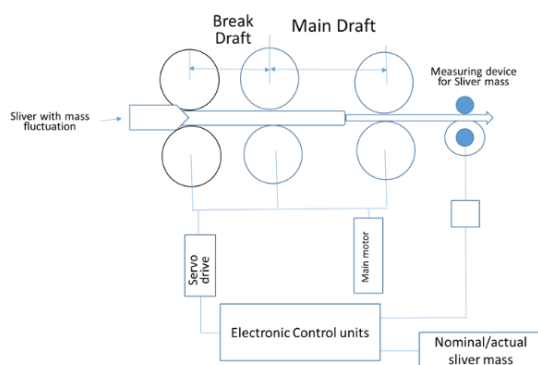 Break
Draft
Main Draft
Measuring device
for Sliver mass
Sliver with mass
fluctuation
Servo
drive
Main motor
Electronic Control units
Nominal/actual
sliver mass